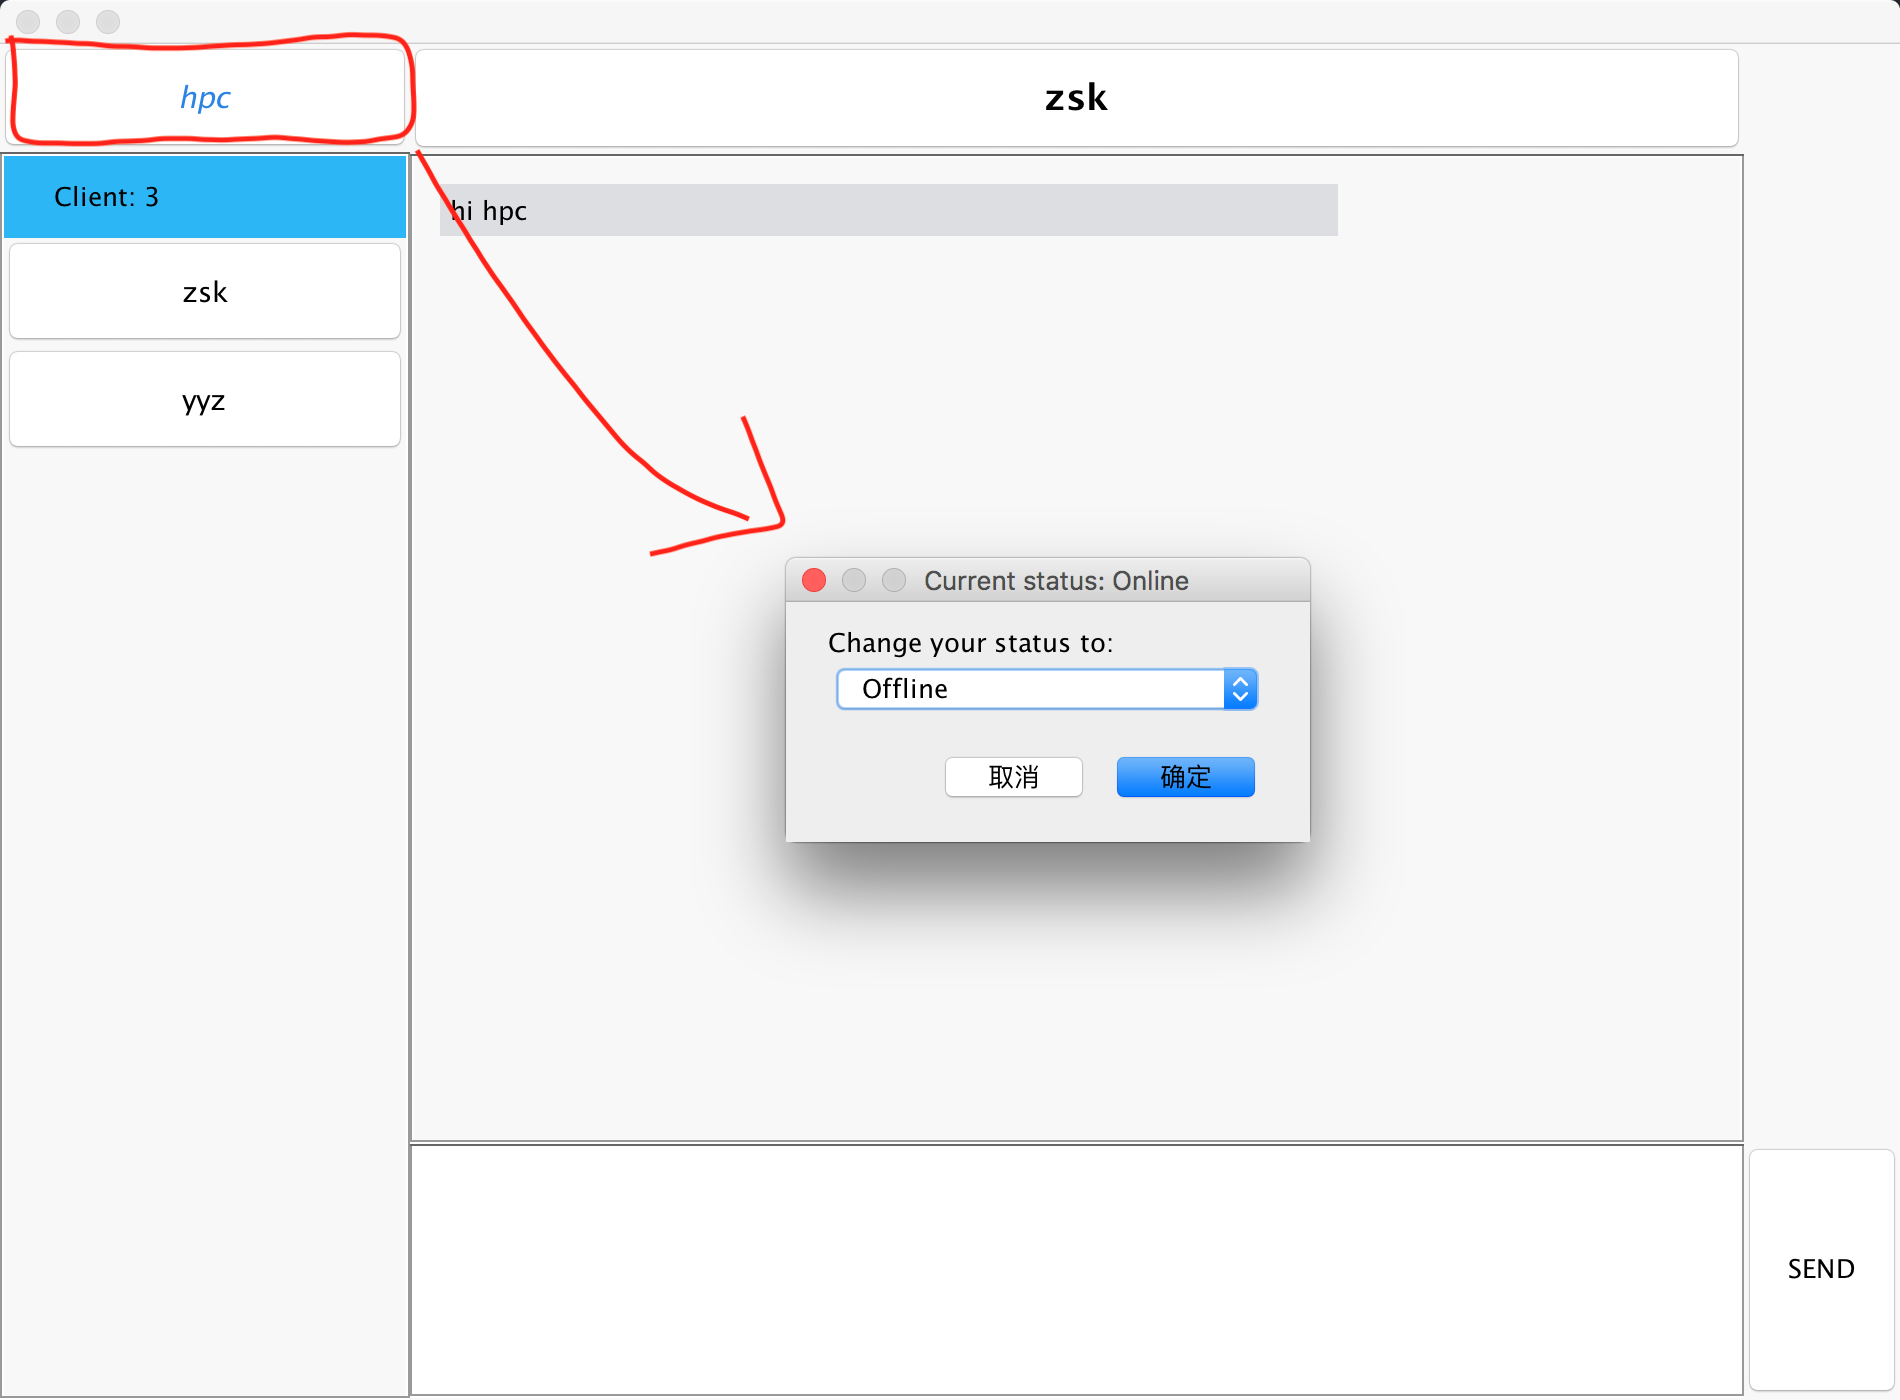 hpc
zsk
Client: 3
zsk
yyz
hi hpc
Current status: Online
Change your status to:
Offline
取消
确定
SEND